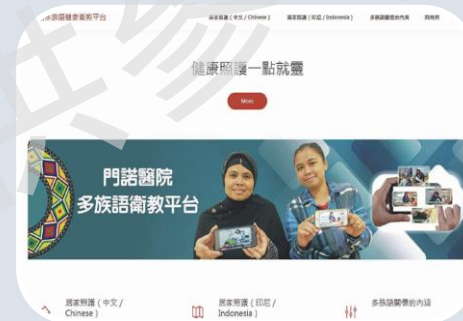 多族語健康衛教平台
居家照護 ( 中文 / Chinese )
居家照護 ( 印尼 / Indonesia )
多族語關懷的內涵
健康照護一點就靈
More
門諾醫院
多族語衛教平台
居家照護 ( 中文 /
Chinese )
居家照護 ( 印尼 /
Indonesia )
多族語關懷的內涵